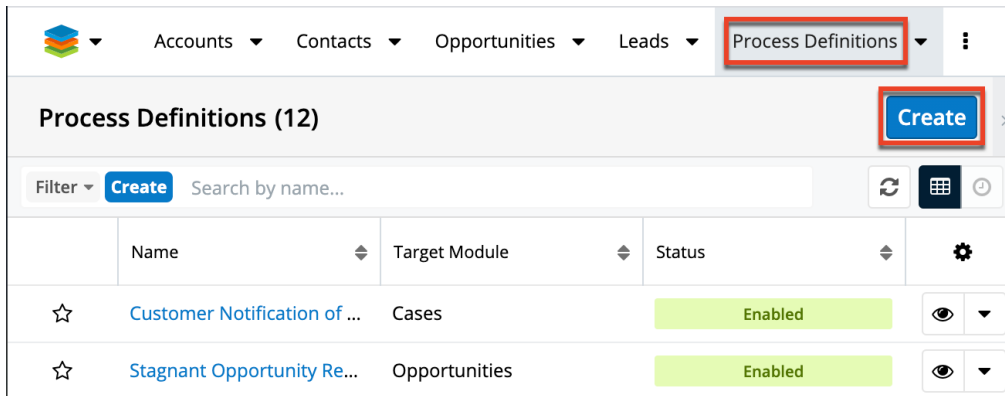 Accounts Contacts Opportunities Leads Process Definitions
Process Definitions (12) Create
Filter Create Search by name...
Name Target Module Status
Customer Notification of ... Cases Enabled
Stagnant Opportunity Re... Opportunities Enabled